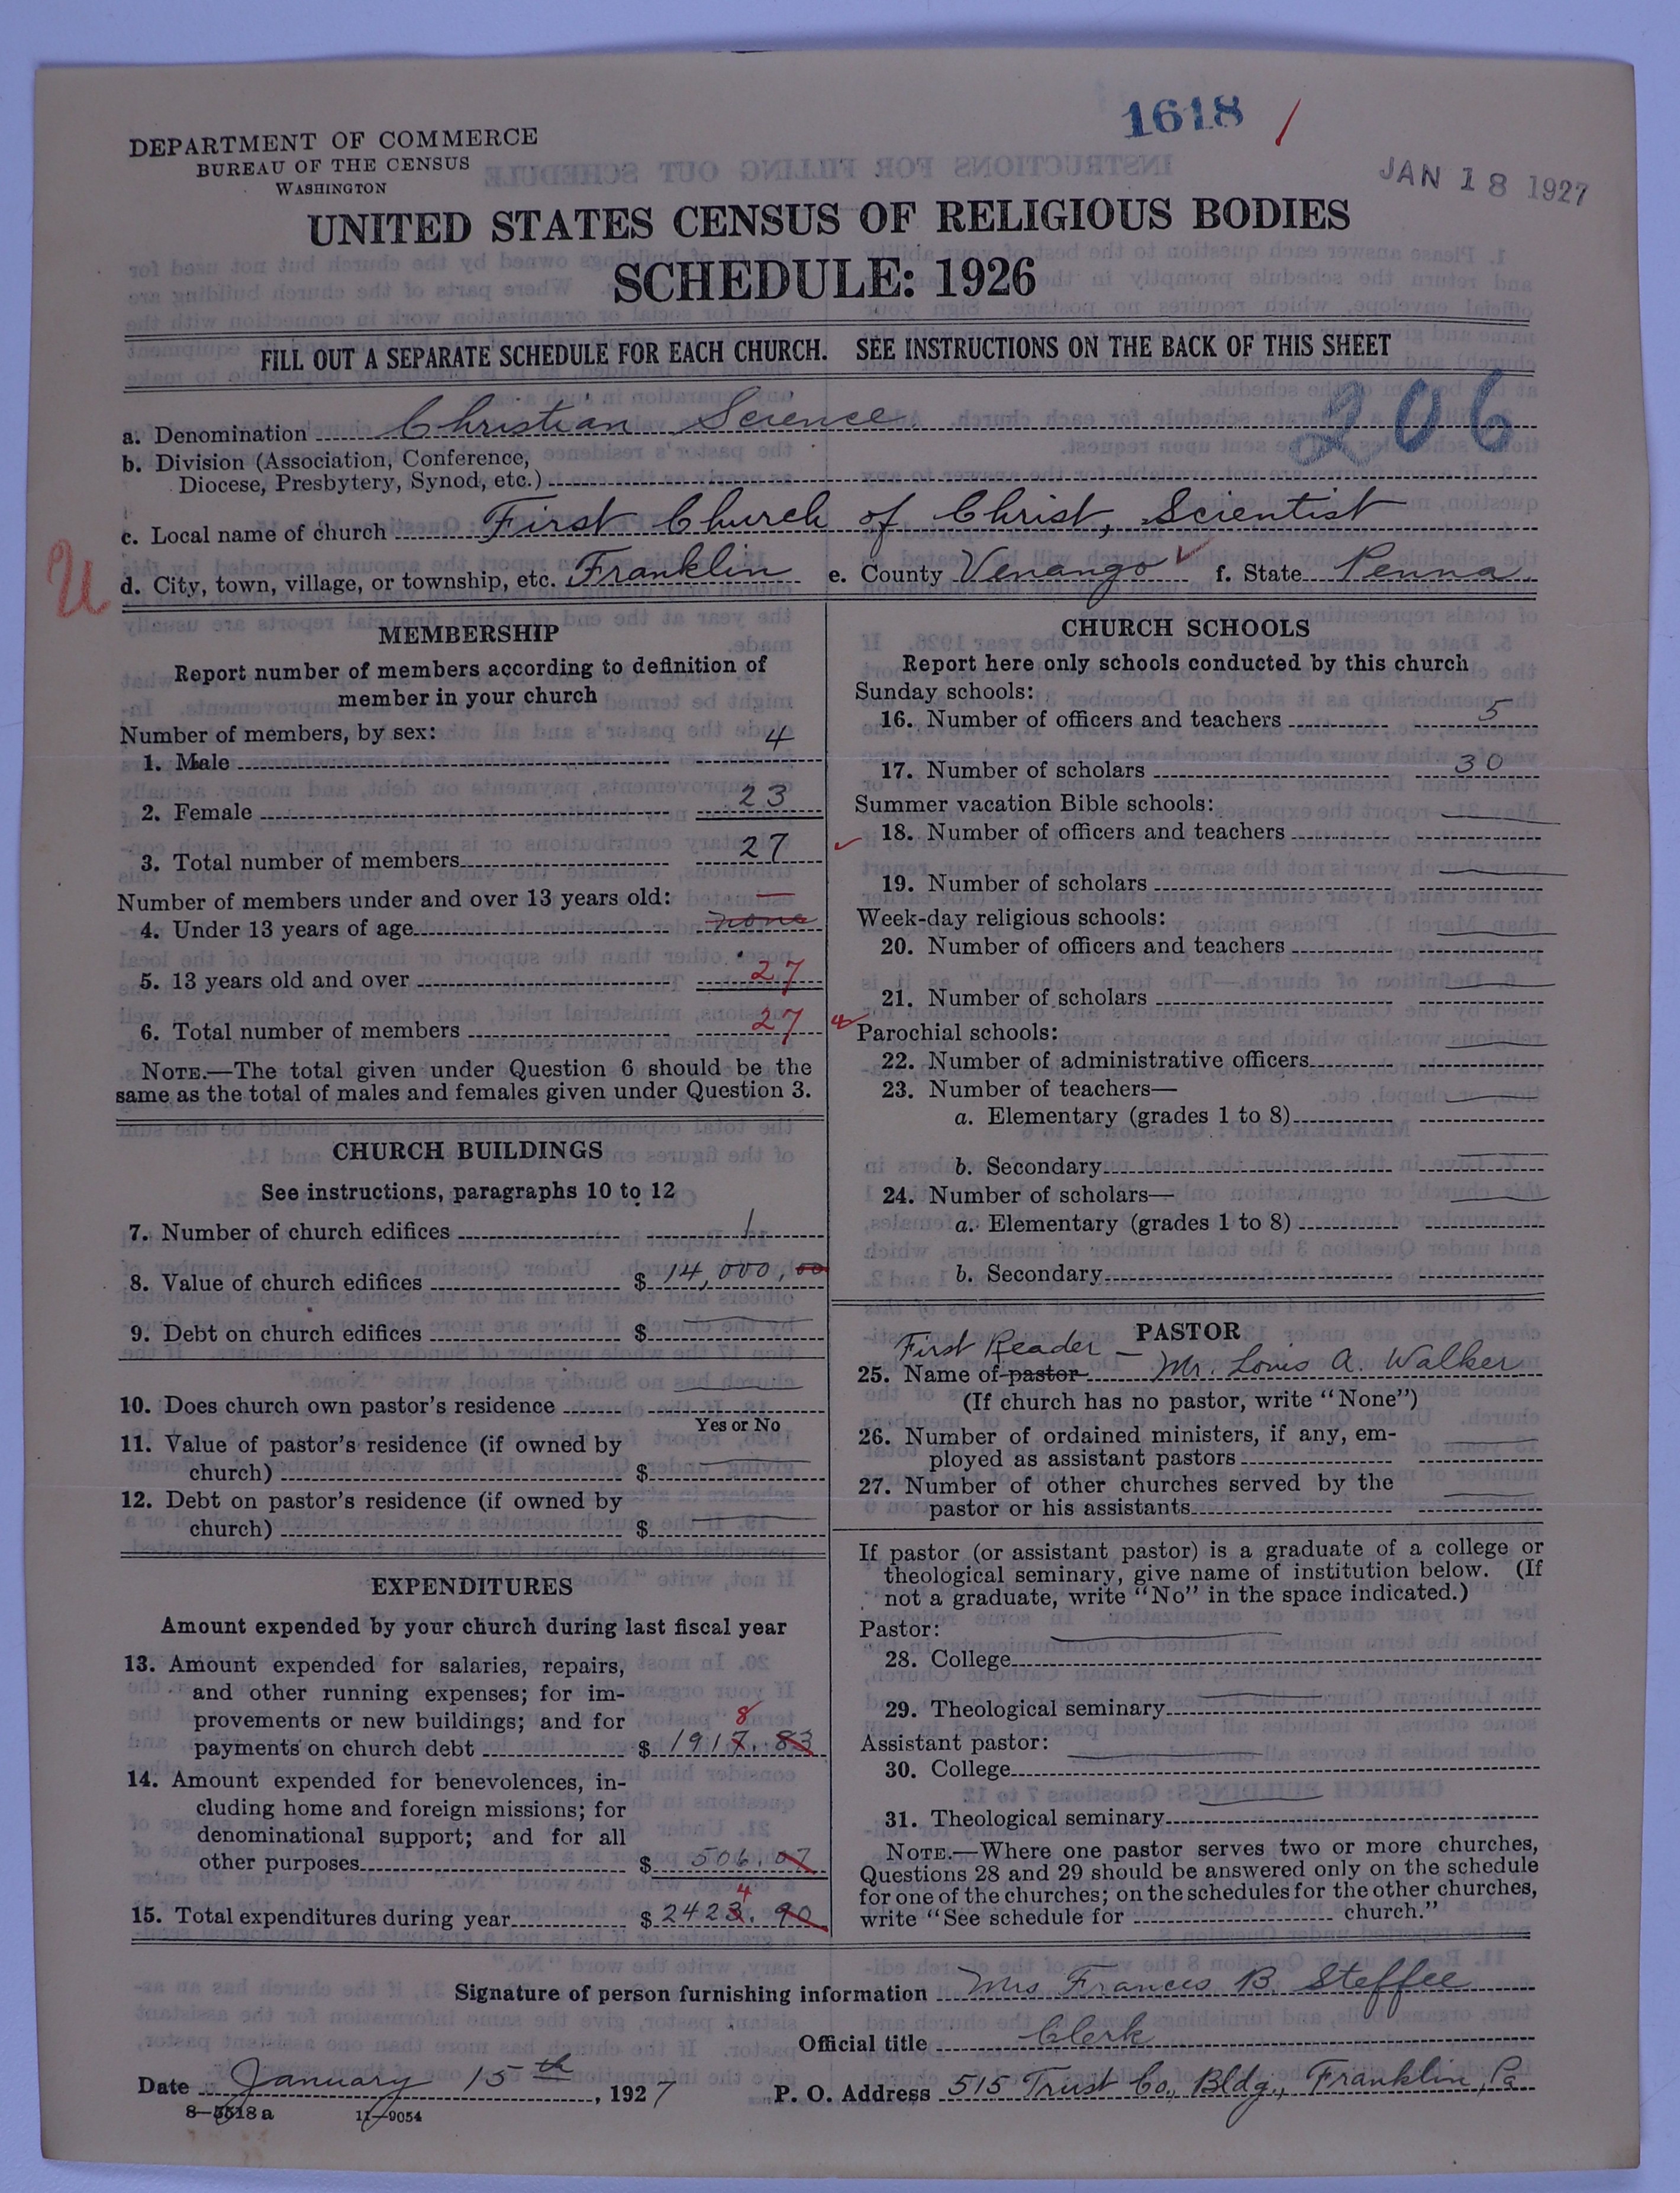 1618 /
DEPARTMENT OF COMMERCE
BUREAU OF THE CENSUS
WASHINGTON
JAN 18 1927
UNITED STATES CENSUS OF RELIGIOUS BODIES
SCHEDULE: 1926
FILL OUT A SEPARATE SCHEDULE FOR EACH CHURCH. SEE INSTRUCTIONS ON THE BACK OF THIS SHEET
206
a. Denomination Christian Science
b. Division (Association, Conference,
Diocese, Presbytery, Synod, etc.)
c. Local name of church First Church of Christ, Scientist
U
d. City, town, village, or township, etc. Franklin e. County Venango f. State Penna.
MEMBERSHIP
Report number of members according to definition of
member in your church
Number of members, by sex:
1. Male 4
2. Female 23
3. Total number of members 27
Number of members under and over 13 years old:
4. Under 13 years of age none
5. 13 years old and over 27
6. Total number of members 27
NOTE.—The total given under Question 6 should be the
same as the total of males and females given under Question 3.
CHURCH BUILDINGS
See instructions, paragraphs 10 to 12
7. Number of church edifices 1
8. Value of church edifices $ 14,000,00
9. Debt on church edifices $
10. Does church own pastor's residence
Yes or No
11. Value of pastor's residence (if owned by
church) $
12. Debt on pastor's residence (if owned by
church) $
EXPENDITURES
Amount expended by your church during last fiscal year
13. Amount expended for salaries, repairs,
and other running expenses; for im-
provements or new buildings; and for
8
payments on church debt $ 1917.83
14. Amount expended for benevolences, in-
cluding home and foreign missions; for
denominational support; and for all
other purposes $ 506.07
4
15. Total expenditures during year $ 2423.90
CHURCH SCHOOLS
Report here only schools conducted by this church
Sunday schools:
16. Number of officers and teachers 5
17. Number of scholars 30
Summer vacation Bible schools:
18. Number of officers and teachers
19. Number of scholars
Week-day religious schools:
20. Number of officers and teachers
21. Number of scholars
Parochial schools:
22. Number of administrative officers
23. Number of teachers—
a. Elementary (grades 1 to 8)
b. Secondary
24. Number of scholars—
a. Elementary (grades 1 to 8)
b. Secondary
PASTOR
First Reader —
25. Name of pastor Mr. Louis A. Walker
(If church has no pastor, write "None")
26. Number of ordained ministers, if any, em-
ployed as assistant pastors
27. Number of other churches served by the
pastor or his assistants
If pastor (or assistant pastor) is a graduate of a college or
theological seminary, give name of institution below. (If
not a graduate, write "No" in the space indicated.)
Pastor:
28. College
29. Theological seminary
Assistant pastor:
30. College
31. Theological seminary
NOTE.—Where one pastor serves two or more churches,
Questions 28 and 29 should be answered only on the schedule
for one of the churches; on the schedules for the other churches,
write "See schedule for church."
Signature of person furnishing information Mrs Frances B. Steffee
Official title Clerk
Date January 15th, 1927 P. O. Address 515 Trust Co., Bldg., Franklin, Pa
8—5518 a 11—9054